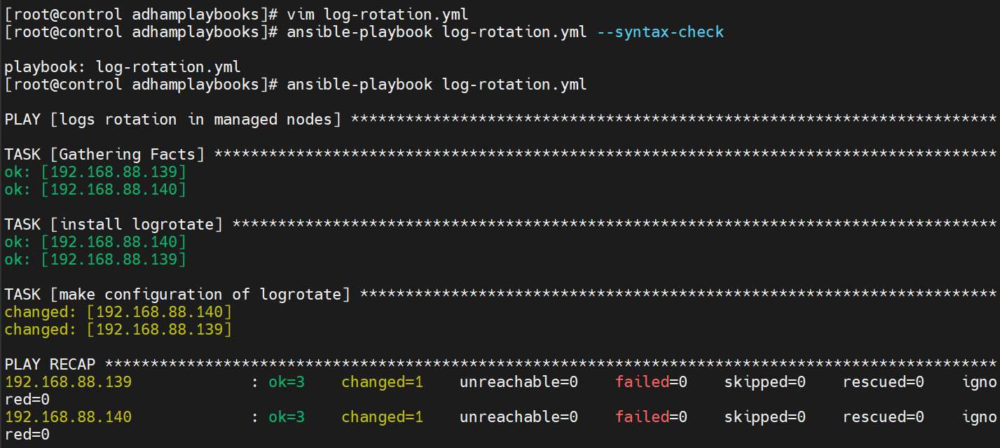 [root@control adhamplaybooks]# vim log-rotation.yml
[root@control adhamplaybooks]# ansible-playbook log-rotation.yml --syntax-check
playbook: log-rotation.yml
[root@control adhamplaybooks]# ansible-playbook log-rotation.yml
PLAY [logs rotation in managed nodes] ***********************************************************************
TASK [Gathering Facts] **************************************************************************************
ok: [192.168.88.139]
ok: [192.168.88.140]
TASK [install logrotate] ************************************************************************************
ok: [192.168.88.140]
ok: [192.168.88.139]
TASK [make configuration of logrotate] **********************************************************************
changed: [192.168.88.140]
changed: [192.168.88.139]
PLAY RECAP **************************************************************************************************
192.168.88.139             : ok=3    changed=1    unreachable=0    failed=0    skipped=0    rescued=0    igno
red=0
192.168.88.140             : ok=3    changed=1    unreachable=0    failed=0    skipped=0    rescued=0    igno
red=0